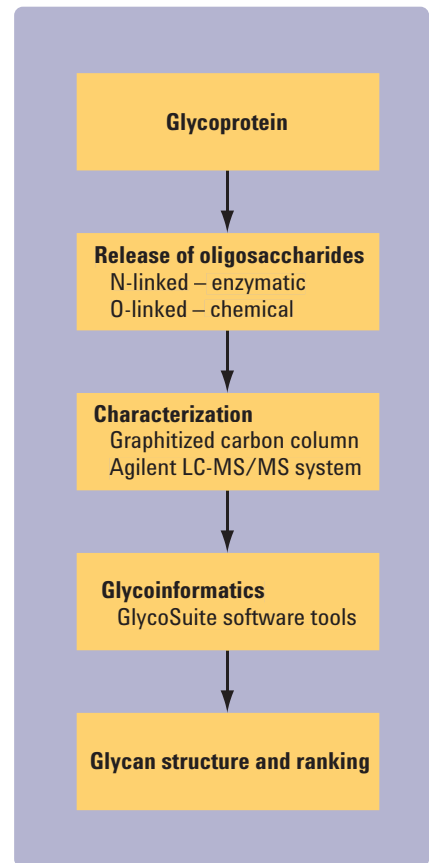 Glycoprotein
Release of oligosaccharides
N-linked – enzymatic
O-linked – chemical
Characterization
Graphitized carbon column
Agilent LC-MS/MS system
Glycoinformatics
GlycoSuite software tools
Glycan structure and ranking